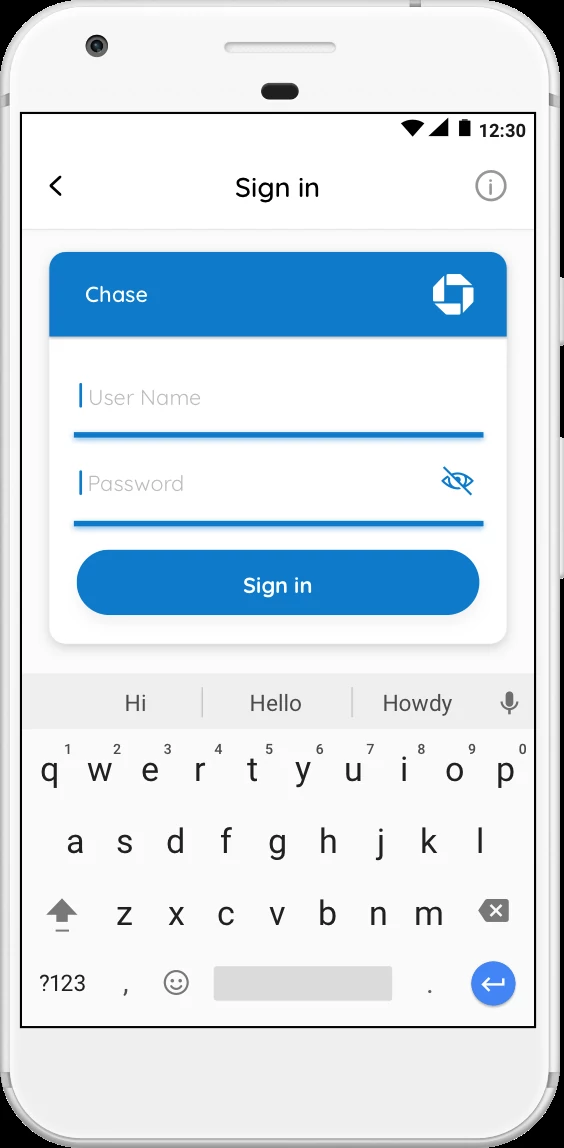 12:30
Sign in
Chase
User Name
Password
Sign in
Hi Hello Howdy
1 2 3 4 5 6 7 8 9 0
q w e r t y u i o p
a s d f g h j k l
z x c v b n m
?123 , .